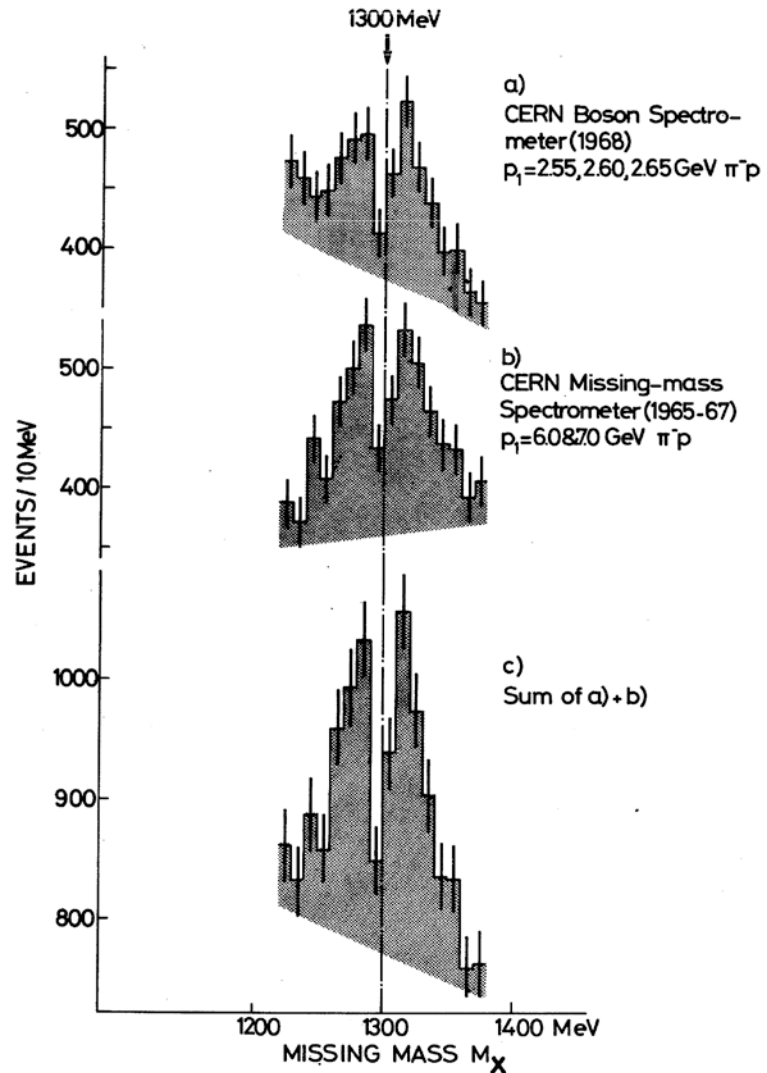 1300 MeV
a)
CERN Boson Spectro-
meter (1968)
p₁=2.55, 2.60, 2.65 GeV π⁻p
500
400
b)
CERN Missing-mass
Spectrometer (1965-67)
p₁=6.0&7.0 GeV π⁻p
500
400
EVENTS/10 MeV
c)
Sum of a)+b)
1000
900
800
1200
1300
1400 MeV
MISSING MASS Mₓ